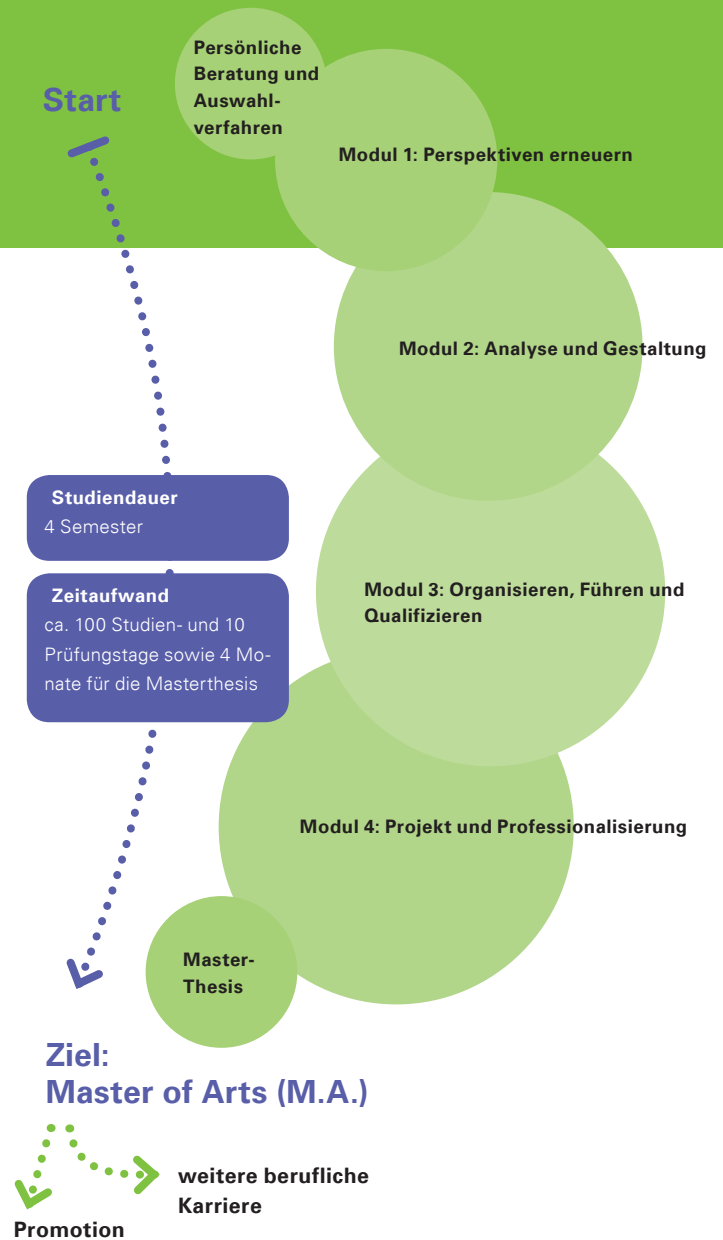 Start
Persönliche
Beratung und
Auswahl-
verfahren
Modul 1: Perspektiven erneuern
Modul 2: Analyse und Gestaltung
Studiendauer
4 Semester
Zeitaufwand
ca. 100 Studien- und 10
Prüfungstage sowie 4 Mo-
nate für die Masterthesis
Modul 3: Organisieren, Führen und
Qualifizieren
Modul 4: Projekt und Professionalisierung
Master-
Thesis
Ziel:
Master of Arts (M.A.)
weitere berufliche
Karriere
Promotion